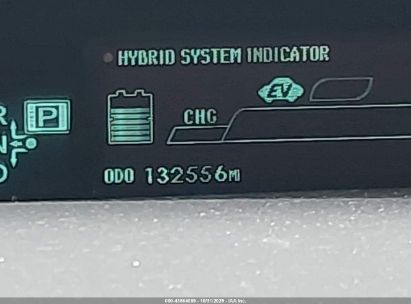 HYBRID SYSTEM INDICATOR
EV
R P
N CHG
D
ODO 132556M